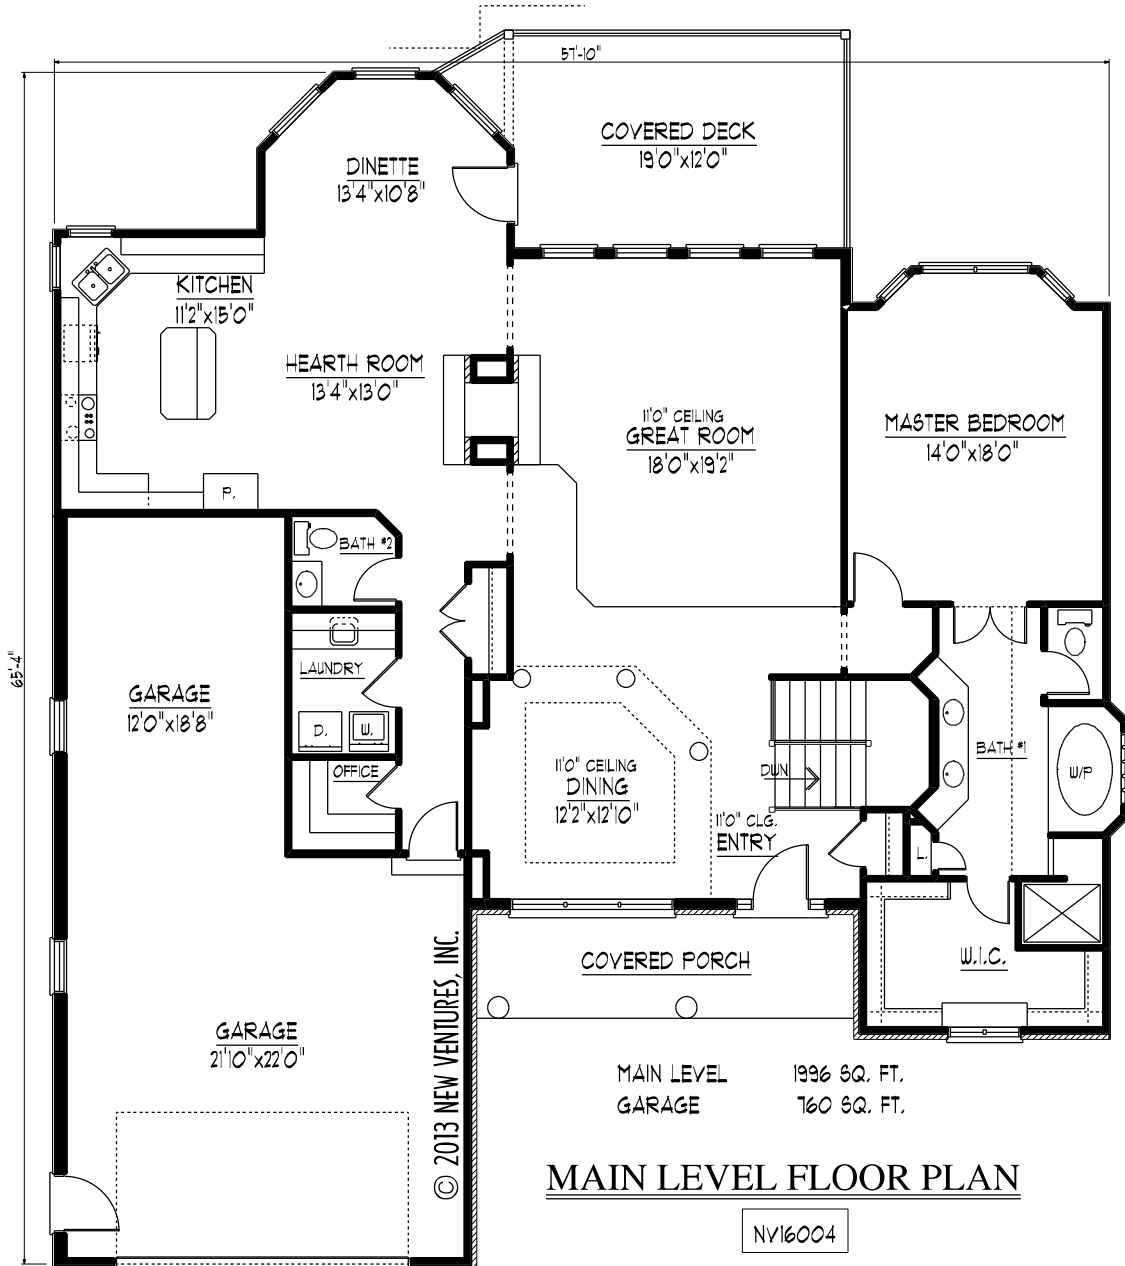 57'-10"
COVERED DECK
19'0"x12'0"
DINETTE
13'4"x10'8"
KITCHEN
11'2"x15'0"
HEARTH ROOM
13'4"x13'0"
11'0" CEILING
GREAT ROOM
18'0"x19'2"
MASTER BEDROOM
14'0"x18'0"
P.
BATH #2
65'-4"
LAUNDRY
GARAGE
12'0"x18'8"
D.
W.
OFFICE
11'0" CEILING
DINING
12'2"x12'10"
DWN
BATH #1
W/P
11'0" CLG.
ENTRY
L.
W.I.C.
COVERED PORCH
GARAGE
21'10"x22'0"
© 2013 NEW VENTURES, INC.
MAIN LEVEL 1996 SQ. FT.
GARAGE 760 SQ. FT.
MAIN LEVEL FLOOR PLAN
NV16004